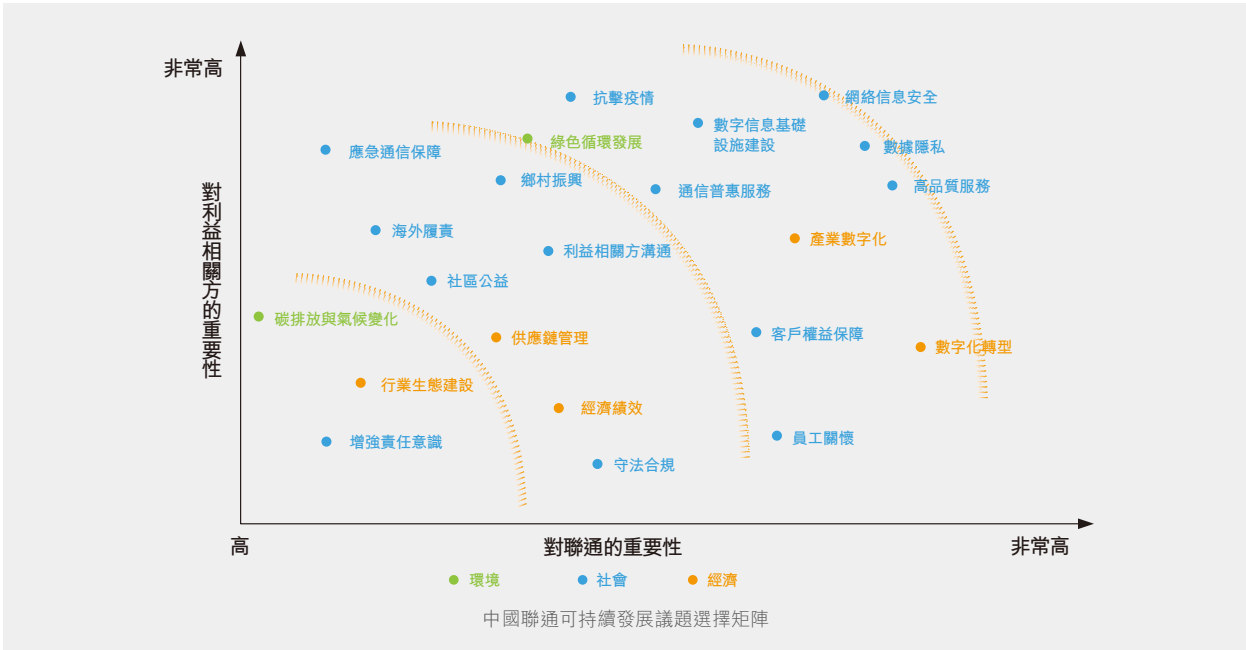 非常高
抗擊疫情
網絡信息安全
數字信息基礎
設施建設
綠色循環發展
數據隱私
應急通信保障
鄉村振興
通信普惠服務
高品質服務
對利益相關方的重要性
海外履責
利益相關方溝通
產業數字化
社區公益
碳排放與氣候變化
供應鏈管理
客戶權益保障
數字化轉型
行業生態建設
經濟績效
增強責任意識
員工關懷
守法合規
高
對聯通的重要性
非常高
環境
社會
經濟
中國聯通可持續發展議題選擇矩陣